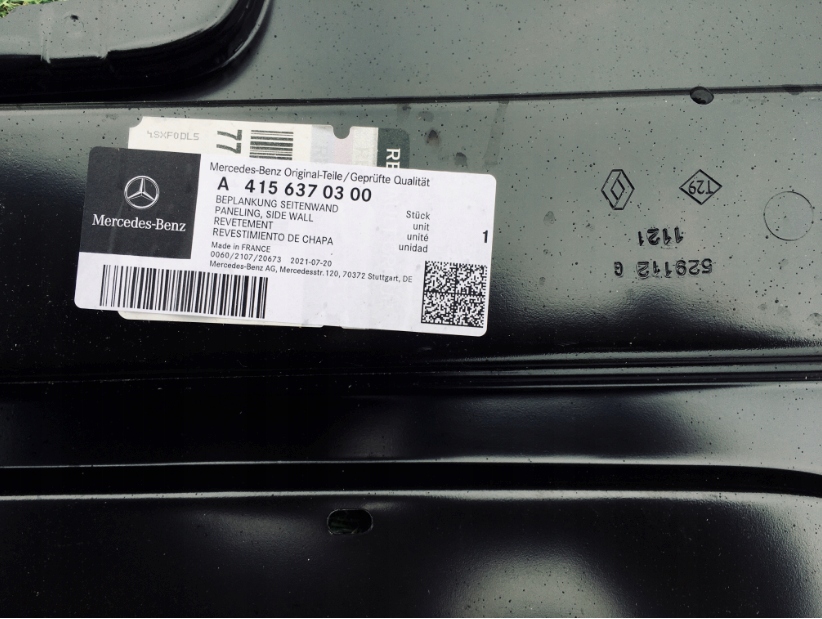 77
RE
Mercedes-Benz
Mercedes-Benz Original-Teile/Geprüfte Qualität
A 415 637 03 00
BEPLANKUNG SEITENWAND
PANELING, SIDE WALL
REVETEMENT
REVESTIMIENTO DE CHAPA
Stück
unit
unité
unidad
1
Made in FRANCE
0060/2107/20673 2021-07-20
Mercedes-Benz AG, Mercedesstr.120, 70372 Stuttgart, DE
T29
1121
529112 G